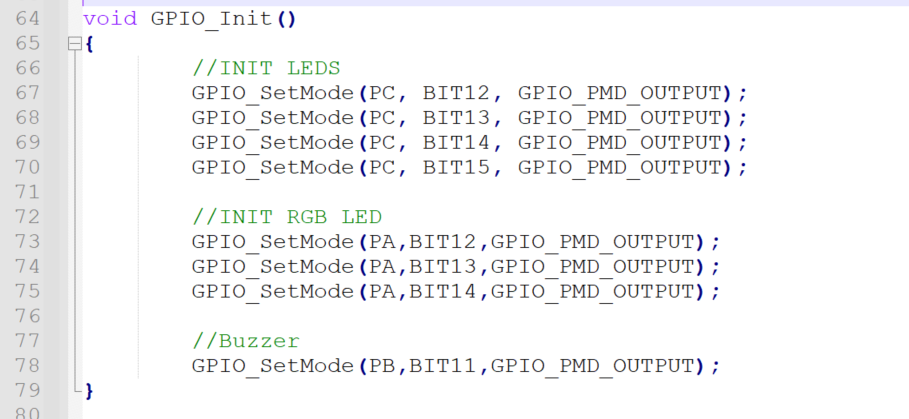 64 void GPIO_Init()
65 {
66 //INIT LEDS
67 GPIO_SetMode(PC, BIT12, GPIO_PMD_OUTPUT);
68 GPIO_SetMode(PC, BIT13, GPIO_PMD_OUTPUT);
69 GPIO_SetMode(PC, BIT14, GPIO_PMD_OUTPUT);
70 GPIO_SetMode(PC, BIT15, GPIO_PMD_OUTPUT);
71
72 //INIT RGB LED
73 GPIO_SetMode(PA,BIT12,GPIO_PMD_OUTPUT);
74 GPIO_SetMode(PA,BIT13,GPIO_PMD_OUTPUT);
75 GPIO_SetMode(PA,BIT14,GPIO_PMD_OUTPUT);
76
77 //Buzzer
78 GPIO_SetMode(PB,BIT11,GPIO_PMD_OUTPUT);
79 }
80